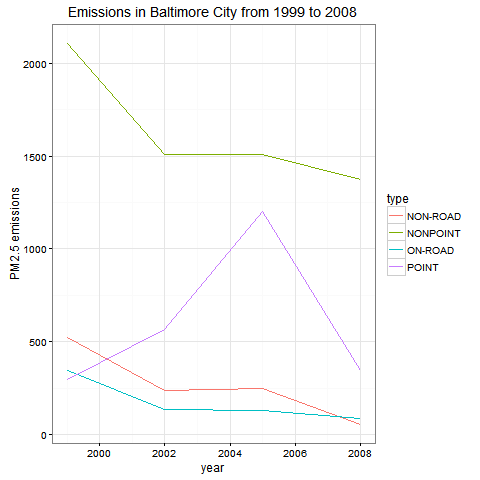 Emissions in Baltimore City from 1999 to 2008
PM2.5 emissions
2000
1500
1000
500
0
2000 2002 2004 2006 2008
year
type
NON-ROAD
NONPOINT
ON-ROAD
POINT